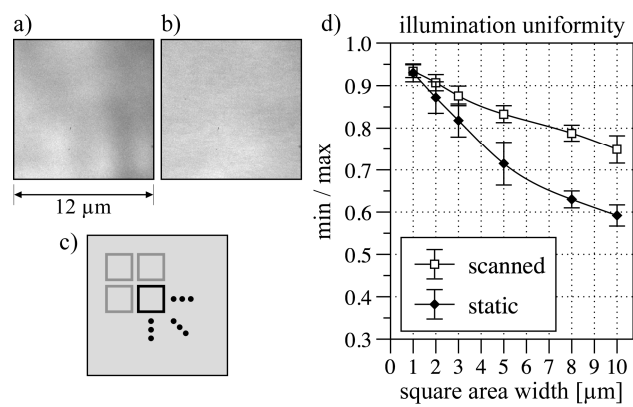 a)
b)
12 µm
c)
d)
illumination uniformity
1.0
0.9
0.8
0.7
0.6
0.5
0.4
0.3
min / max
scanned
static
0 1 2 3 4 5 6 7 8 9 10
square area width [µm]